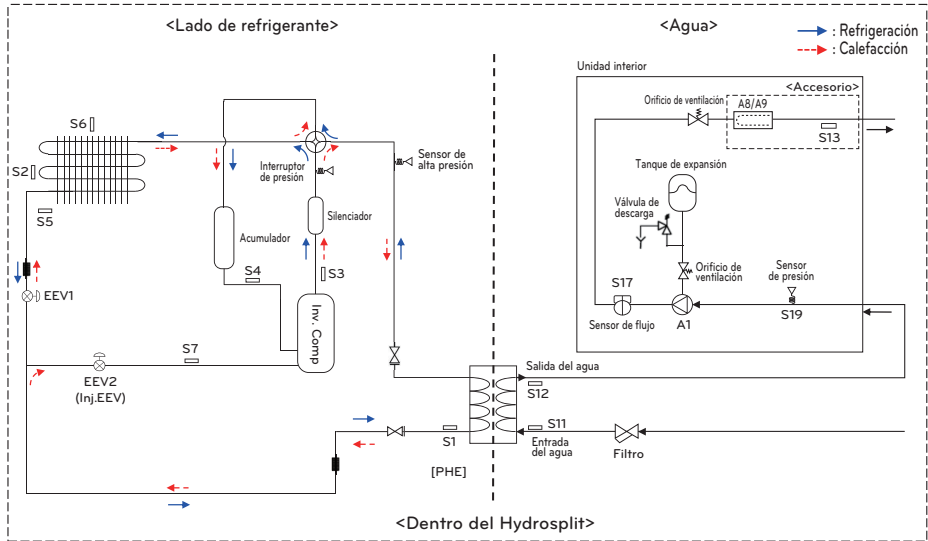 <Lado de refrigerante>
<Agua>
: Refrigeración
: Calefacción
Unidad interior
<Accesorio>
Orificio de ventilación
A8/A9
S13
S6
S2
S5
Interruptor
de presión
Sensor de
alta presión
Tanque de expansión
Válvula de
descarga
Silenciador
Acumulador
S4
S3
EEV1
Inv. Comp
Orificio de
ventilación
Sensor
de presión
S17
S19
Sensor de flujo
A1
S7
EEV2
(Inj.EEV)
Salida del agua
S12
S1
S11
Entrada
del agua
Filtro
[PHE]
<Dentro del Hydrosplit>